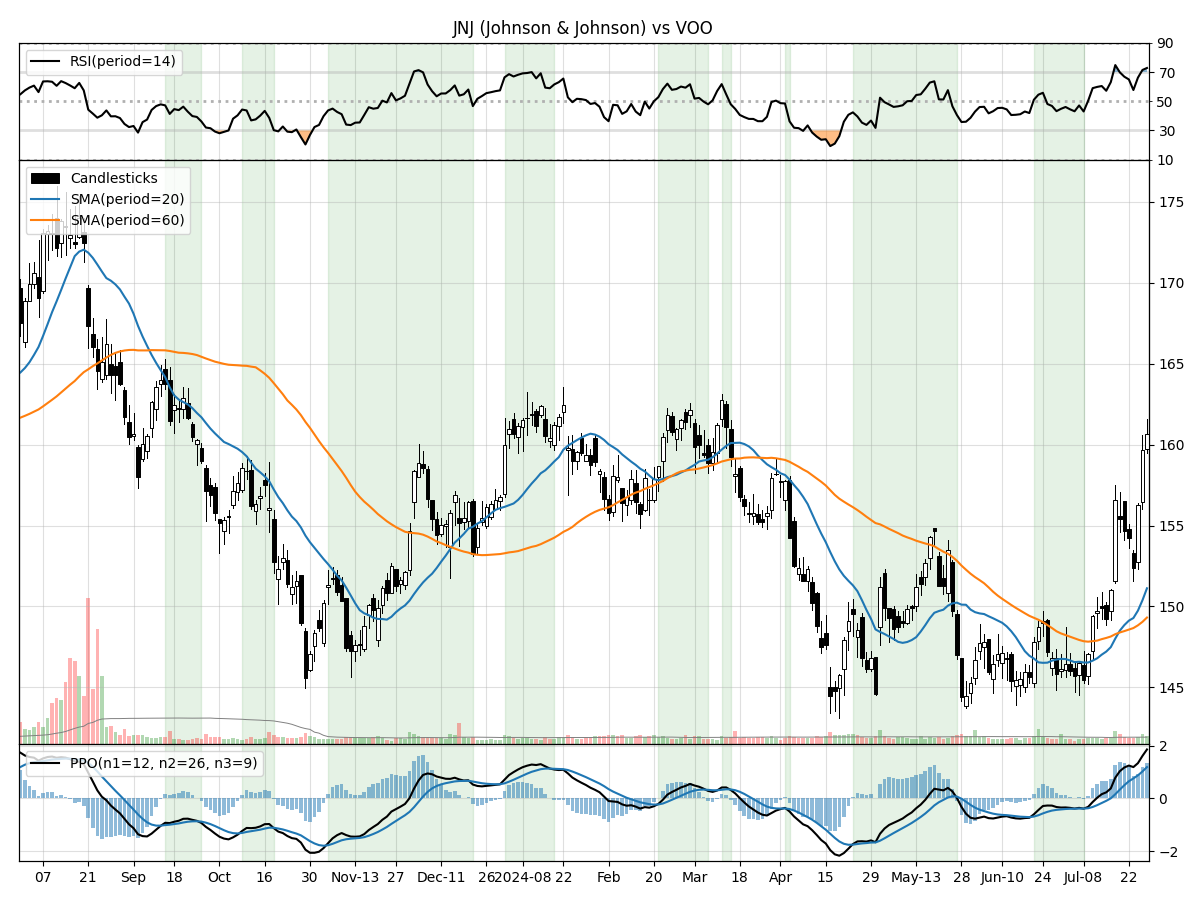 JNJ (Johnson & Johnson) vs VOO
RSI(period=14)
90
70
50
30
10
Candlesticks
SMA(period=20)
SMA(period=60)
175
170
165
160
155
150
145
PPO(n1=12, n2=26, n3=9)
2
0
−2
07 21 Sep 18 Oct 16 30 Nov-13 27 Dec-11 26 2024-08 22 Feb 20 Mar 18 Apr 15 29 May-13 28 Jun-10 24 Jul-08 22